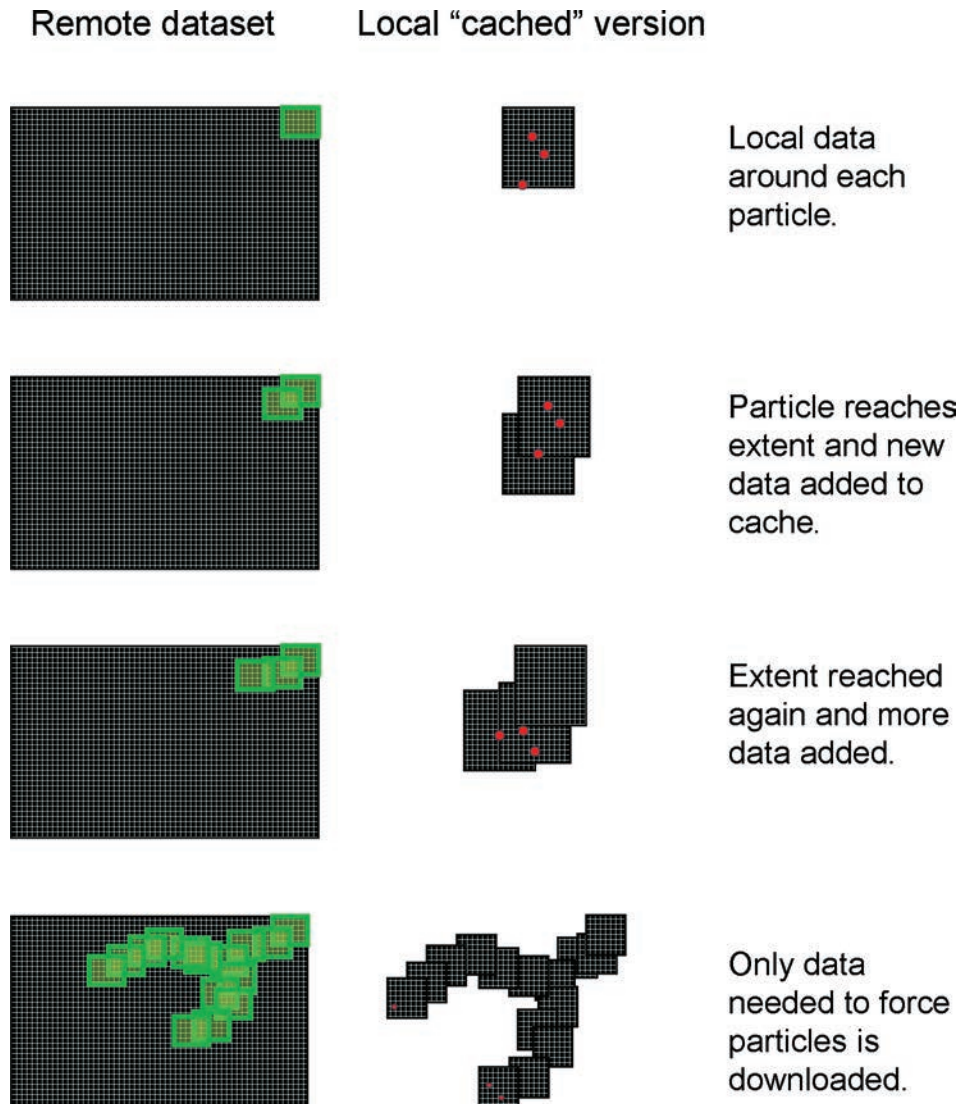 Remote dataset
Local “cached” version
Local data
around each
particle.
Particle reaches
extent and new
data added to
cache.
Extent reached
again and more
data added.
Only data
needed to force
particles is
downloaded.